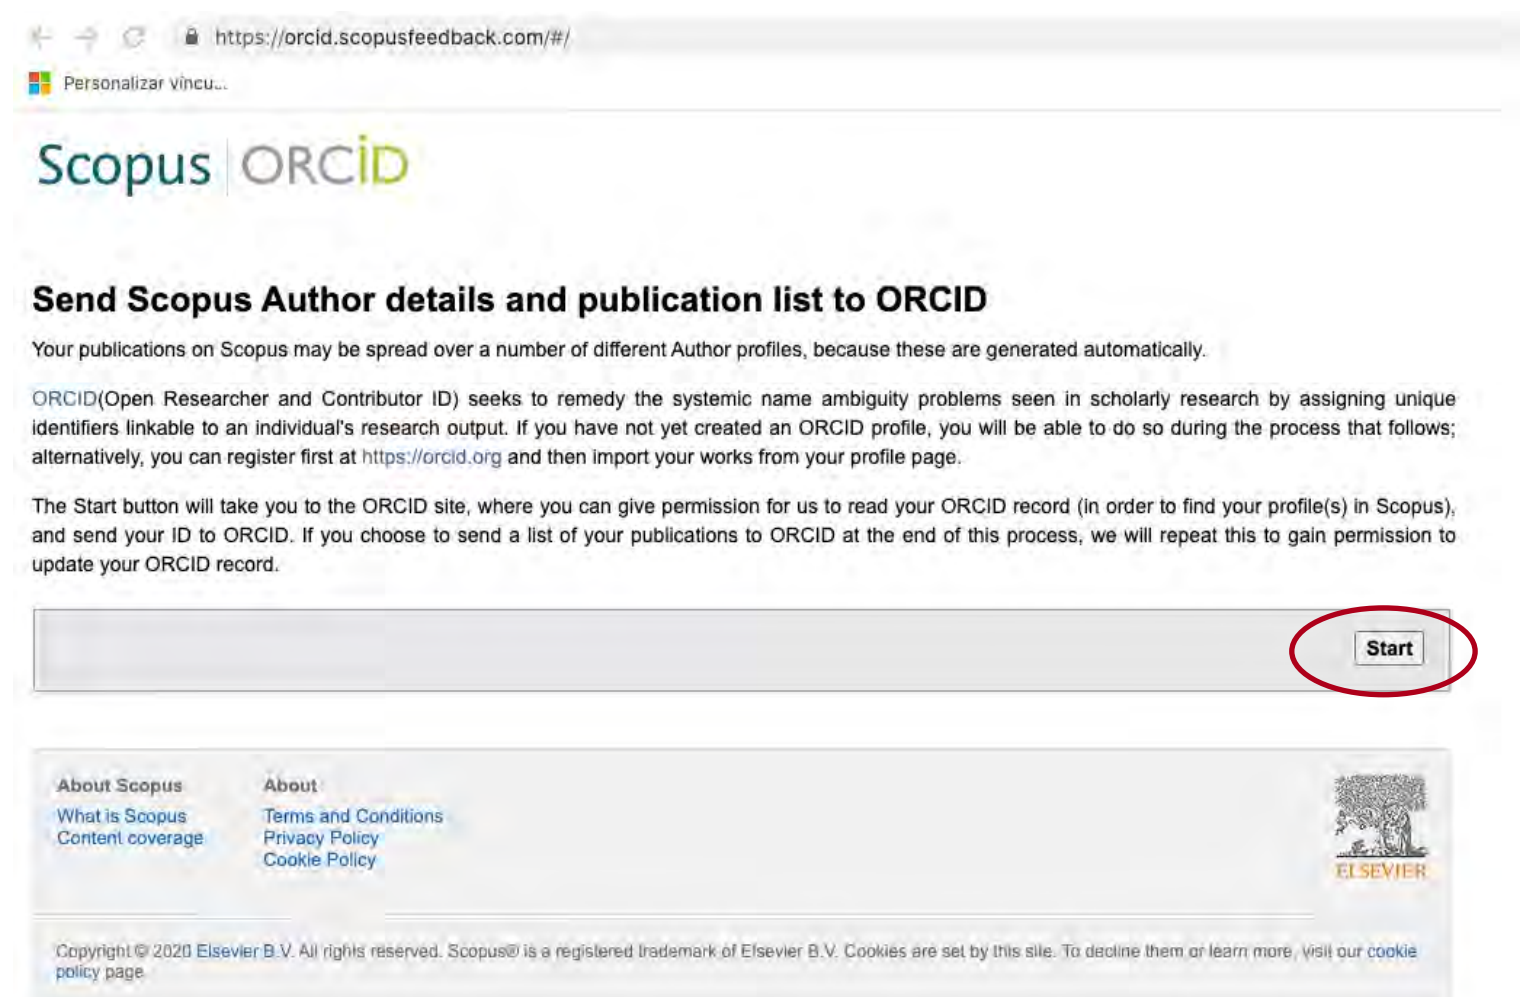 https://orcid.scopusfeedback.com/#/
Personalizar víncu...
Scopus ORCiD
Send Scopus Author details and publication list to ORCID
Your publications on Scopus may be spread over a number of different Author profiles, because these are generated automatically.
ORCID(Open Researcher and Contributor ID) seeks to remedy the systemic name ambiguity problems seen in scholarly research by assigning unique
identifiers linkable to an individual's research output. If you have not yet created an ORCID profile, you will be able to do so during the process that follows;
alternatively, you can register first at https://orcid.org and then import your works from your profile page.
The Start button will take you to the ORCID site, where you can give permission for us to read your ORCID record (in order to find your profile(s) in Scopus),
and send your ID to ORCID. If you choose to send a list of your publications to ORCID at the end of this process, we will repeat this to gain permission to
update your ORCID record.
Start
About Scopus
What is Scopus
Content coverage
About
Terms and Conditions
Privacy Policy
Cookie Policy
ELSEVIER
Copyright © 2020 Elsevier B.V. All rights reserved. Scopus® is a registered trademark of Elsevier B.V. Cookies are set by this site. To decline them or learn more, visit our cookie
policy page